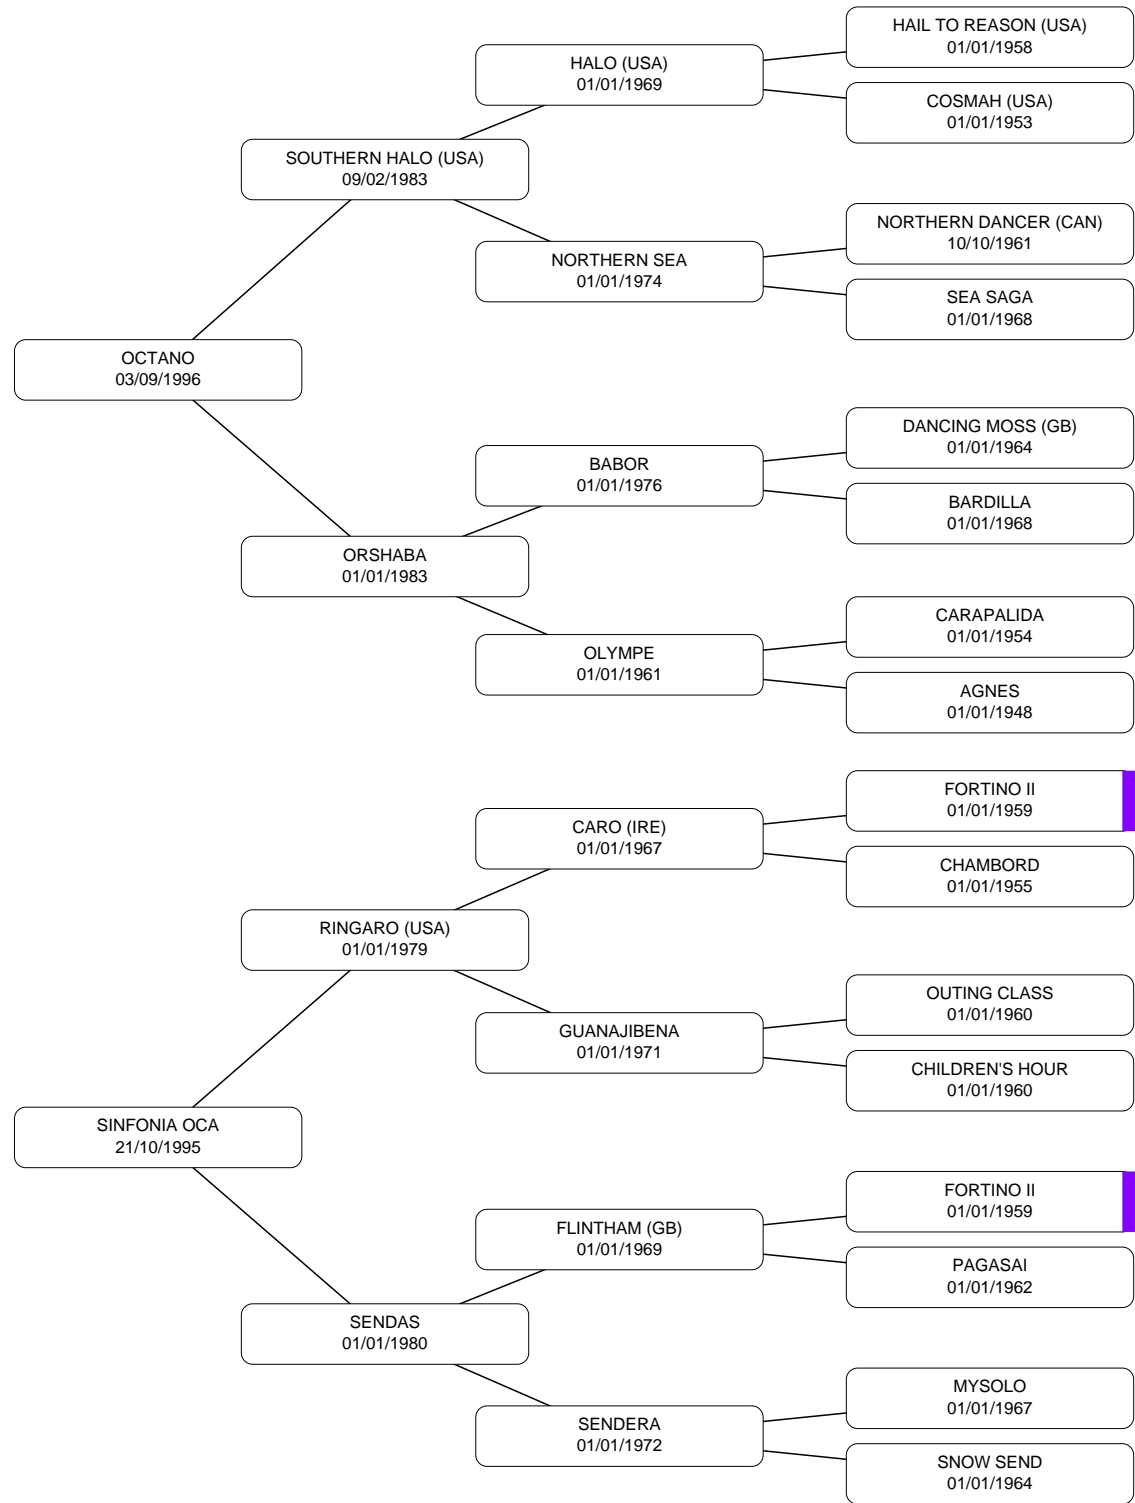 HAIL TO REASON (USA)
01/01/1958
HALO (USA)
01/01/1969
COSMAH (USA)
01/01/1953
SOUTHERN HALO (USA)
09/02/1983
NORTHERN DANCER (CAN)
10/10/1961
NORTHERN SEA
01/01/1974
SEA SAGA
01/01/1968
OCTANO
03/09/1996
DANCING MOSS (GB)
01/01/1964
BABOR
01/01/1976
BARDILLA
01/01/1968
ORSHABA
01/01/1983
CARAPALIDA
01/01/1954
OLYMPE
01/01/1961
AGNES
01/01/1948
FORTINO II
01/01/1959
CARO (IRE)
01/01/1967
CHAMBORD
01/01/1955
RINGARO (USA)
01/01/1979
OUTING CLASS
01/01/1960
GUANAJIBENA
01/01/1971
CHILDREN'S HOUR
01/01/1960
SINFONIA OCA
21/10/1995
FORTINO II
01/01/1959
FLINTHAM (GB)
01/01/1969
PAGASAI
01/01/1962
SENDAS
01/01/1980
MYSOLO
01/01/1967
SENDERA
01/01/1972
SNOW SEND
01/01/1964